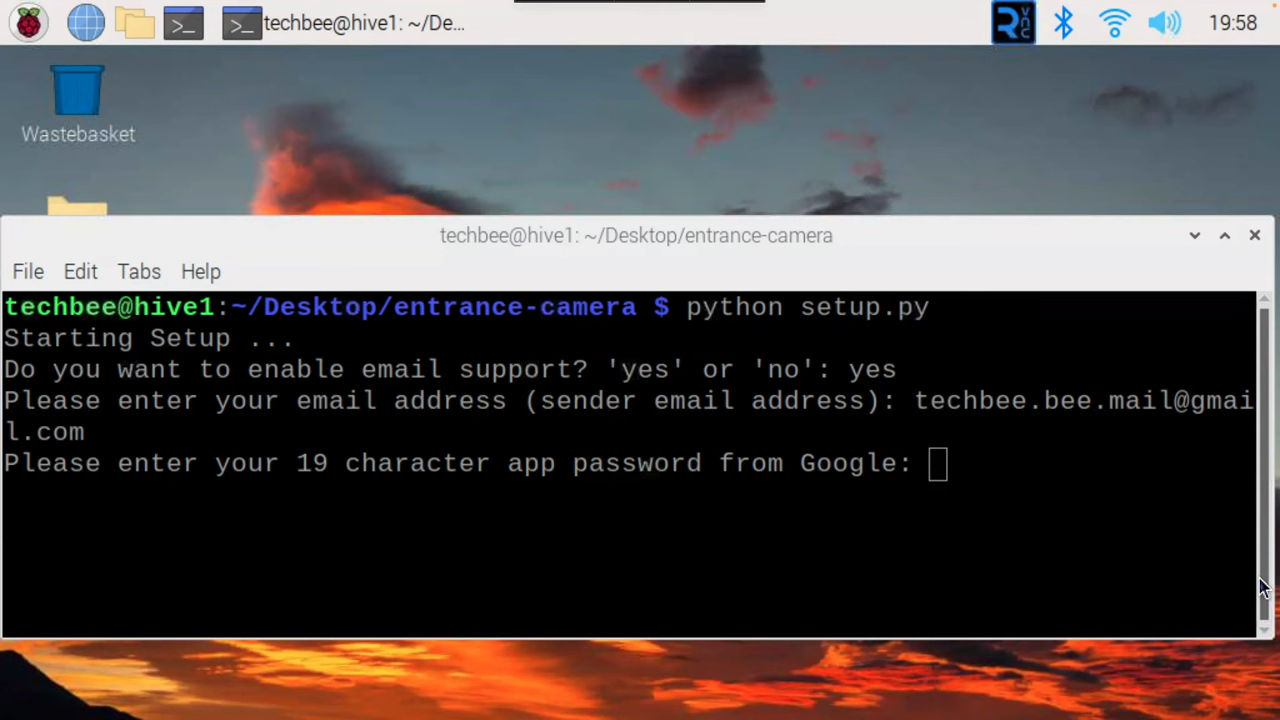 techbee@hive1: ~/De...
19:58
Wastebasket
techbee@hive1: ~/Desktop/entrance-camera
File Edit Tabs Help
techbee@hive1:~/Desktop/entrance-camera $ python setup.py
Starting Setup ...
Do you want to enable email support? 'yes' or 'no': yes
Please enter your email address (sender email address): techbee.bee.mail@gmai
l.com
Please enter your 19 character app password from Google: